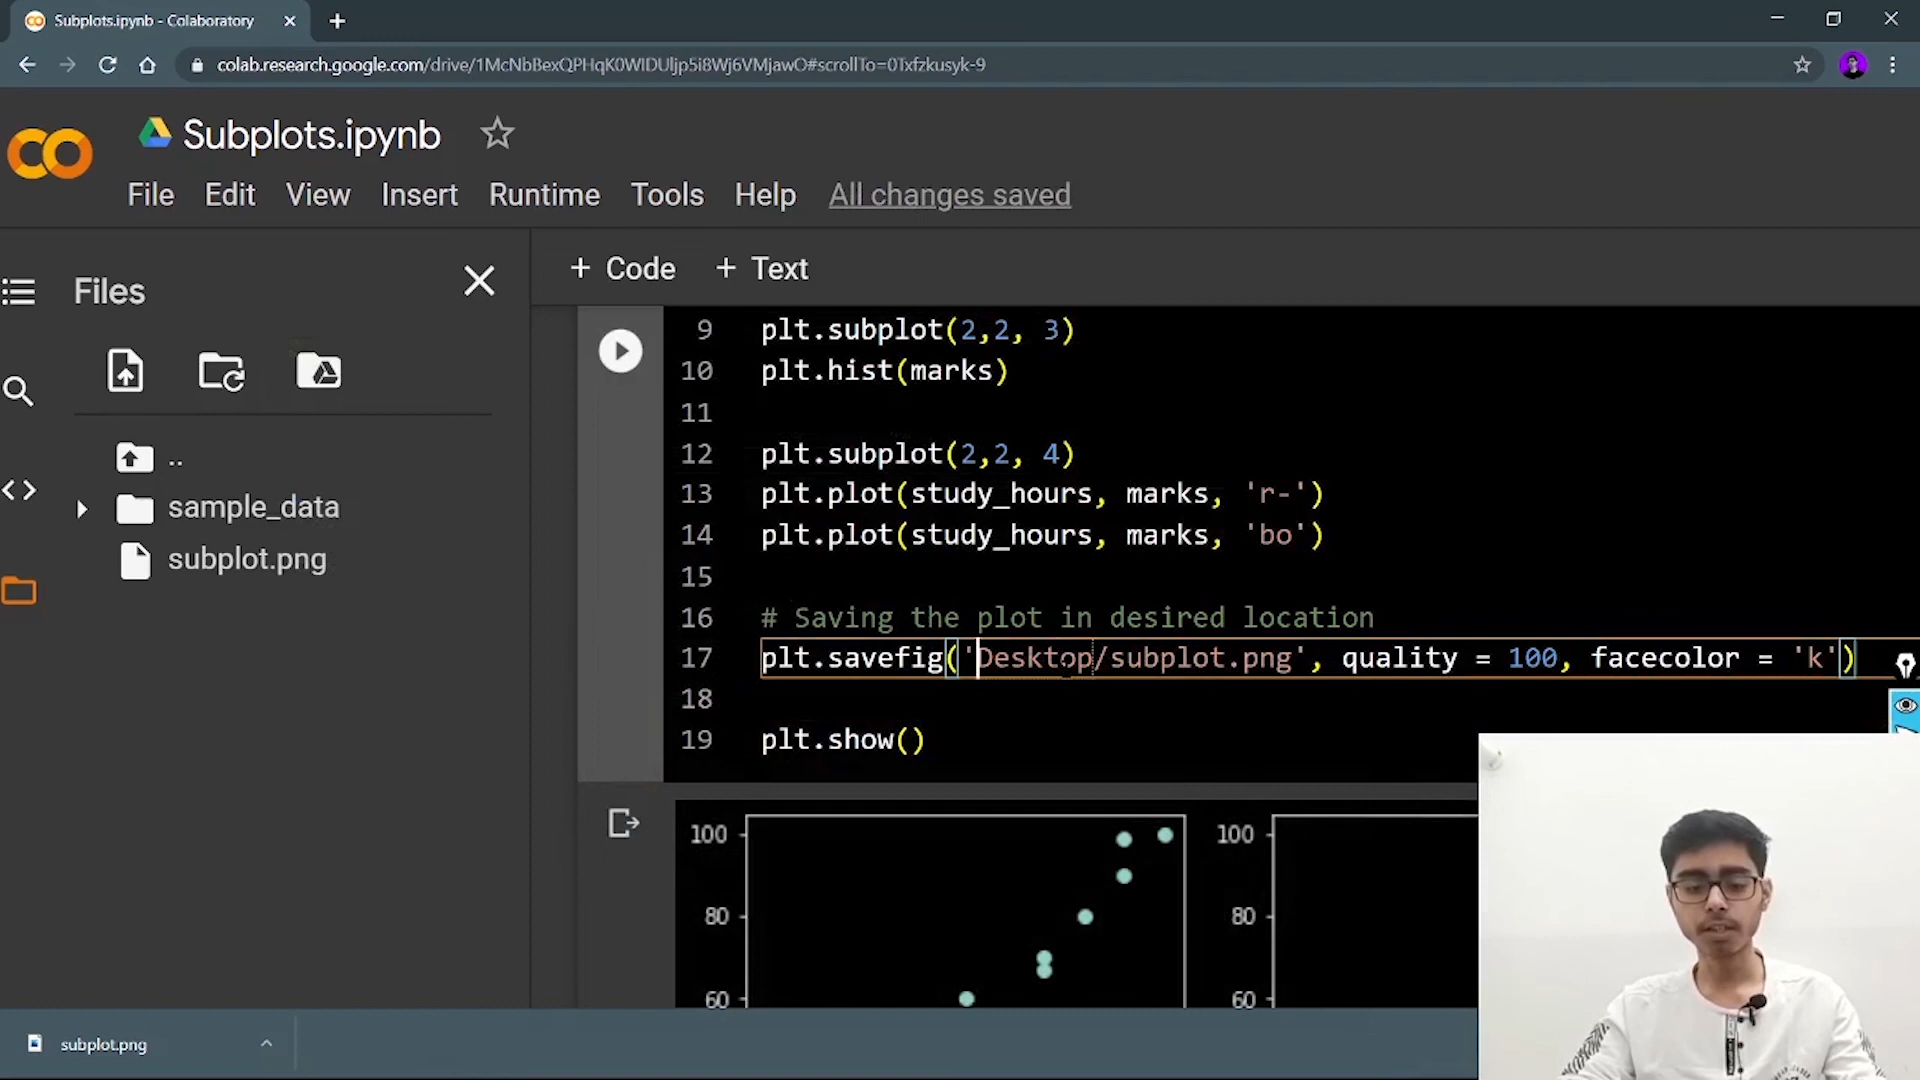 Subplots.ipynb - Colaboratory
colab.research.google.com/drive/1McNbBexQPHqK0WIDUljp5i8Wj6VMjawO#scrollTo=0Txfzkusyk-9
Subplots.ipynb
File Edit View Insert Runtime Tools Help All changes saved
Files
+ Code + Text
..
sample_data
subplot.png
9 plt.subplot(2,2, 3)
10 plt.hist(marks)
11
12 plt.subplot(2,2, 4)
13 plt.plot(study_hours, marks, 'r-')
14 plt.plot(study_hours, marks, 'bo')
15
16 # Saving the plot in desired location
17 plt.savefig('Desktop/subplot.png', quality = 100, facecolor = 'k')
18
19 plt.show()
100 100
80 80
60 60
subplot.png